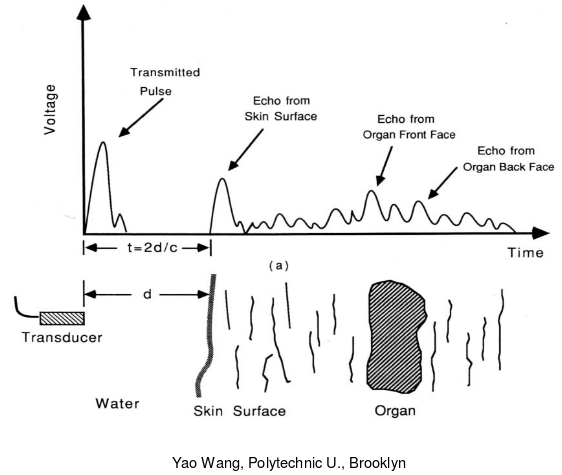 Voltage
Transmitted
Pulse
Echo from
Skin Surface
Echo from
Organ Front Face
Echo from
Organ Back Face
t=2d/c
Time
(a)
d
Transducer
Water
Skin Surface
Organ
Yao Wang, Polytechnic U., Brooklyn